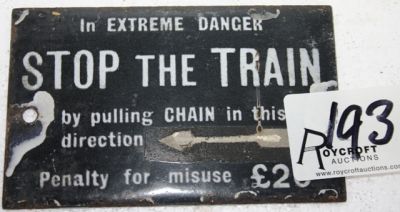 In EXTREME DANGER
STOP THE TRAIN
by pulling CHAIN in this
direction
Penalty for misuse
193
ROYCROFT
AUCTIONS
www.roycroftauctions.com